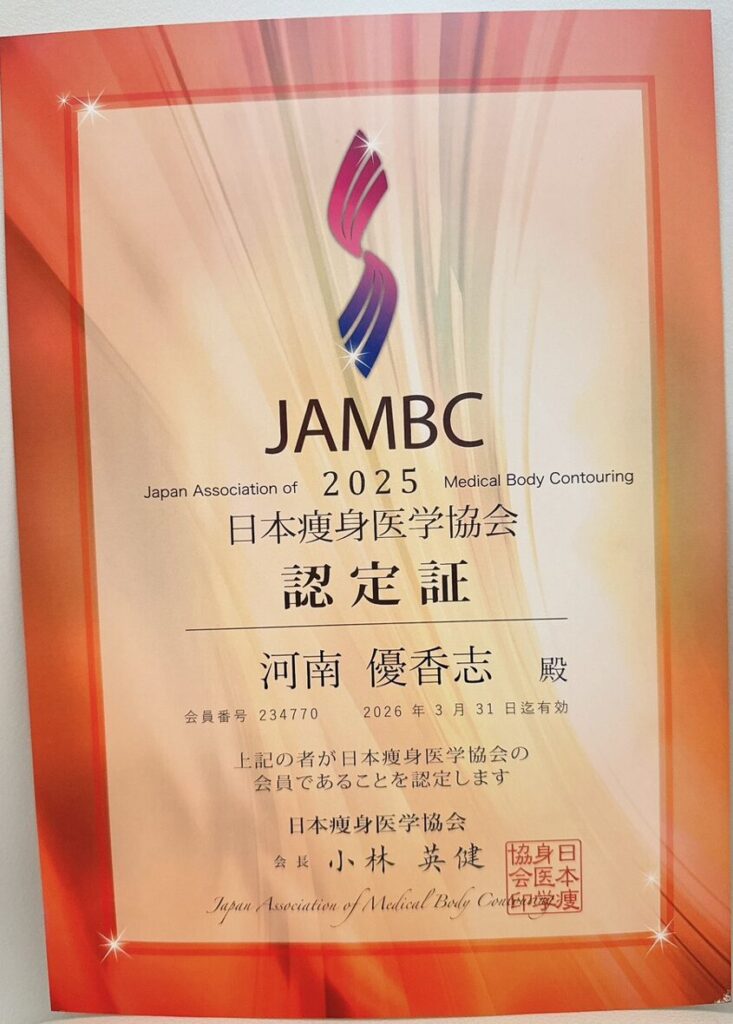 JAMBC
Japan Association of 2025 Medical Body Contouring
日本痩身医学協会
認定証
河南 優香志 殿
会員番号 234770 2026 年 3 月 31 日迄有効
上記の者が日本痩身医学協会の
会員であることを認定します
日本痩身医学協会
会長 小林 英健
日本痩身医学協会印
Japan Association of Medical Body Contouring